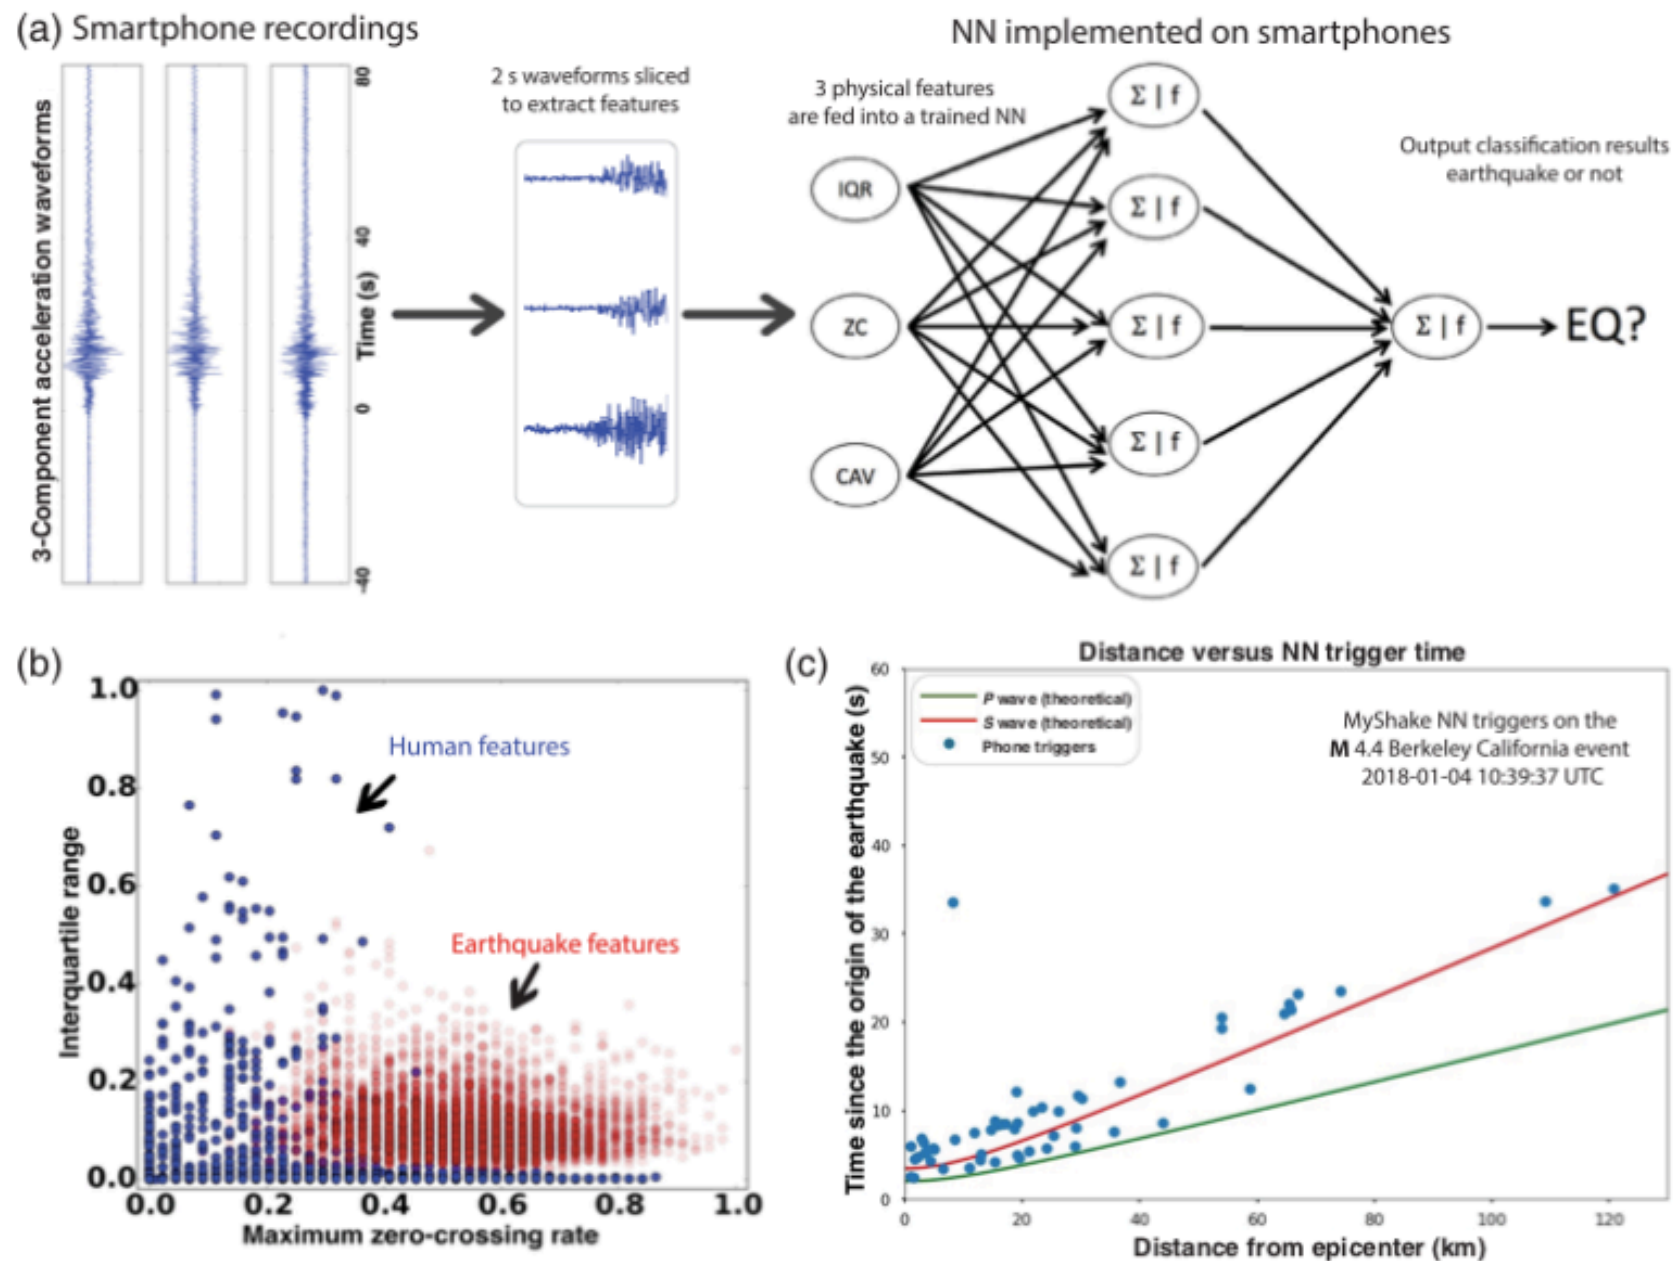 (a) Smartphone recordings
NN implemented on smartphones
3-Component acceleration waveforms
80
40
0
-40
Time (s)
2 s waveforms sliced
to extract features
3 physical features
are fed into a trained NN
IQR
ZC
CAV
Σ | f
Σ | f
Σ | f
Σ | f
Σ | f
Σ | f
Output classification results
earthquake or not
EQ?
(b)
Interquartile range
1.0
0.8
0.6
0.4
0.2
0.0
Human features
Earthquake features
0.0 0.2 0.4 0.6 0.8 1.0
Maximum zero-crossing rate
(c)
Distance versus NN trigger time
Time since the origin of the earthquake (s)
60
50
40
30
20
10
0
P wave (theoretical)
S wave (theoretical)
Phone triggers
MyShake NN triggers on the
M 4.4 Berkeley California event
2018-01-04 10:39:37 UTC
0 20 40 60 80 100 120
Distance from epicenter (km)